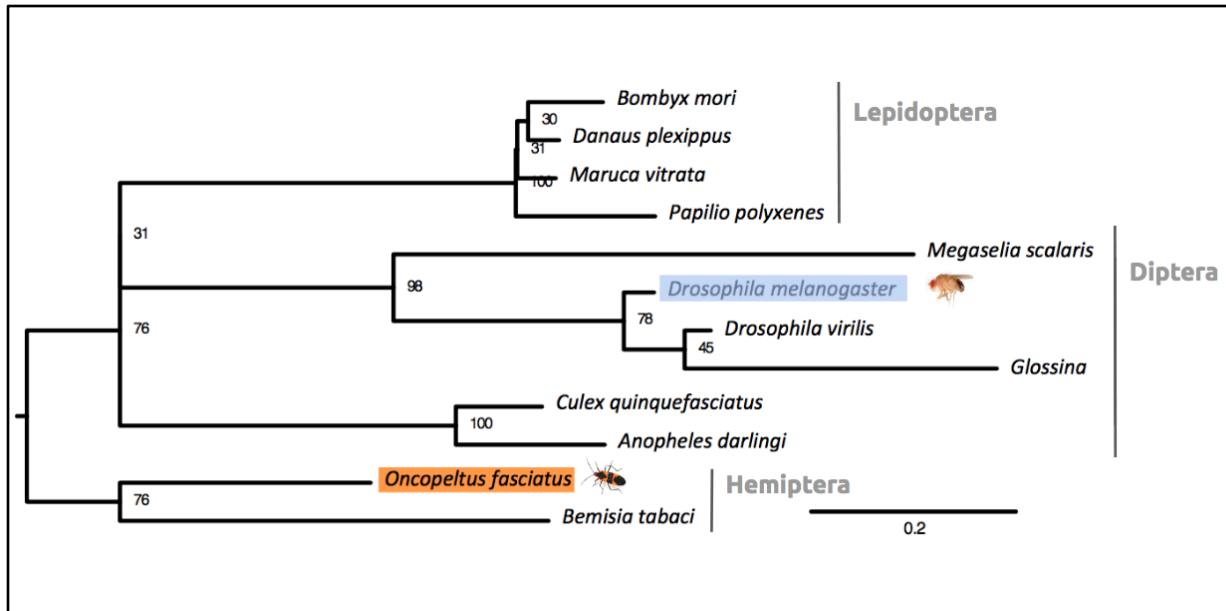 Bombyx mori
30
Lepidoptera
Danaus plexippus
31
Maruca vitrata
100
Papilio polyxenes
31
Megaselia scalaris
98
Drosophila melanogaster
Diptera
78
76
Drosophila virilis
45
Glossina
Culex quinquefasciatus
100
Anopheles darlingi
Oncopeltus fasciatus
Hemiptera
76
Bemisia tabaci
0.2